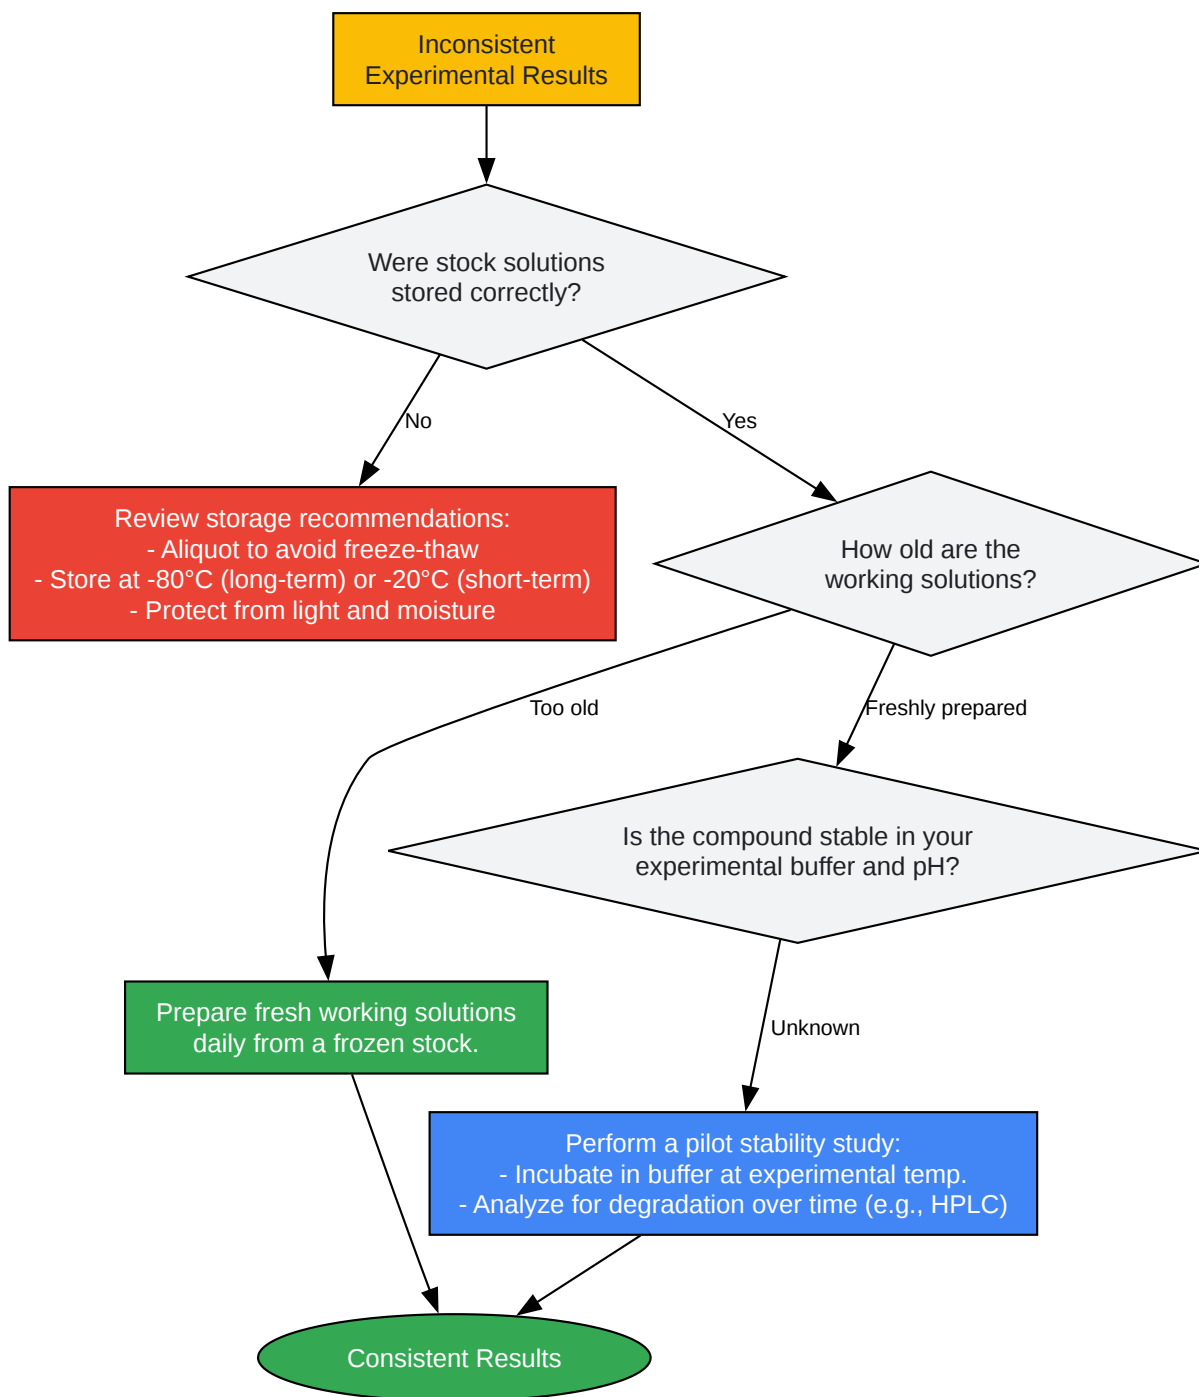 Inconsistent
Experimental Results
Were stock solutions
stored correctly?
No
Yes
Review storage recommendations:
- Aliquot to avoid freeze-thaw
- Store at -80°C (long-term) or -20°C (short-term)
- Protect from light and moisture
How old are the
working solutions?
Too old
Freshly prepared
Is the compound stable in your
experimental buffer and pH?
Prepare fresh working solutions
daily from a frozen stock.
Unknown
Perform a pilot stability study:
- Incubate in buffer at experimental temp.
- Analyze for degradation over time (e.g., HPLC)
Consistent Results